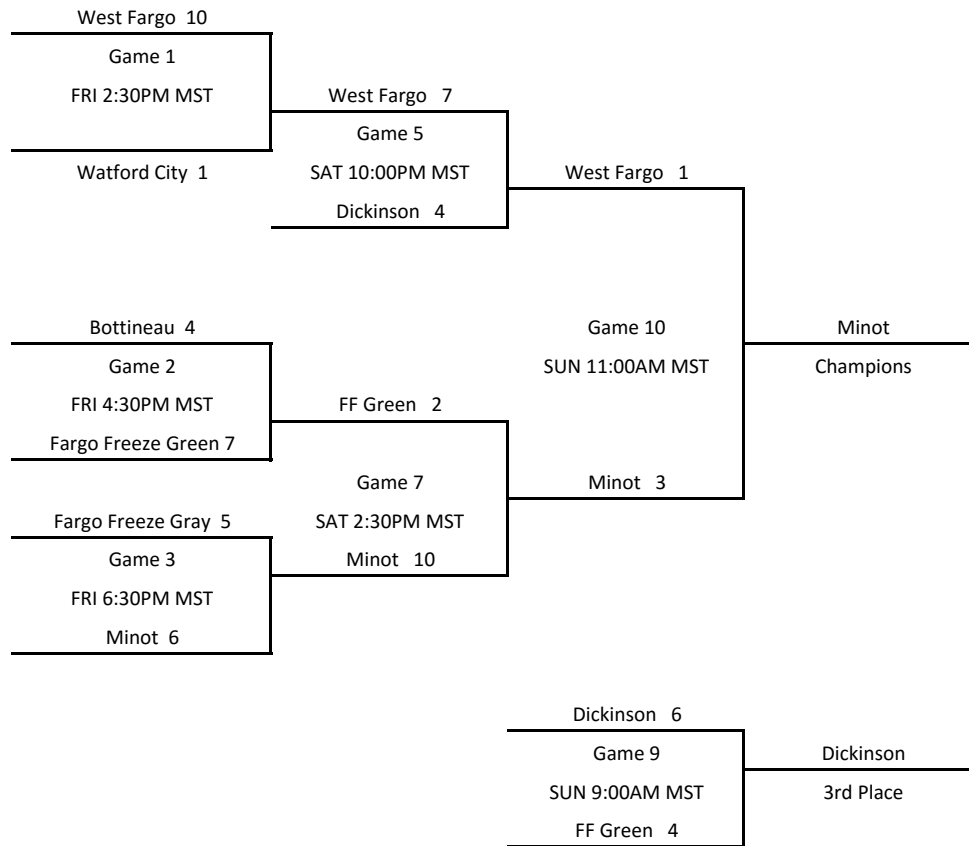 West Fargo 10
Game 1
FRI 2:30PM MST
Watford City 1
West Fargo 7
Game 5
SAT 10:00PM MST
Dickinson 4
West Fargo 1
Bottineau 4
Game 2
FRI 4:30PM MST
Fargo Freeze Green 7
FF Green 2
Game 7
SAT 2:30PM MST
Minot 10
Fargo Freeze Gray 5
Game 3
FRI 6:30PM MST
Minot 6
Game 10
SUN 11:00AM MST
Minot 3
Minot
Champions
Dickinson 6
Game 9
SUN 9:00AM MST
FF Green 4
Dickinson
3rd Place